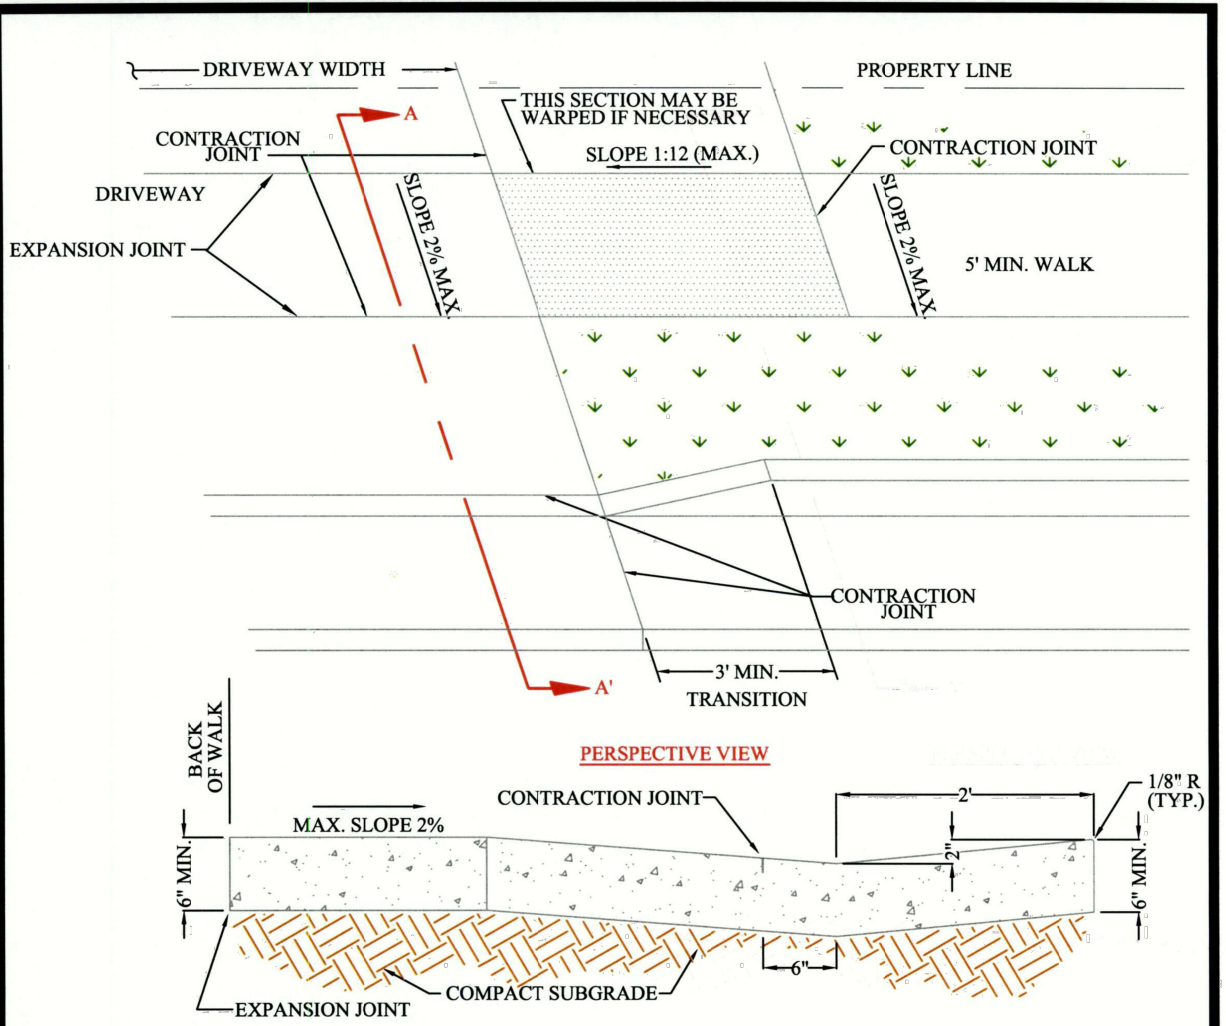 DRIVEWAY WIDTH
PROPERTY LINE
THIS SECTION MAY BE
WARPED IF NECESSARY
A
CONTRACTION
JOINT
SLOPE 1:12 (MAX.)
CONTRACTION JOINT
DRIVEWAY
SLOPE 2% MAX.
SLOPE 2% MAX.
EXPANSION JOINT
5' MIN. WALK
CONTRACTION
JOINT
3' MIN.
TRANSITION
A'
BACK
OF WALK
PERSPECTIVE VIEW
CONTRACTION JOINT
2'
1/8" R
(TYP.)
MAX. SLOPE 2%
6" MIN.
2"
6" MIN.
6"
COMPACT SUBGRADE
EXPANSION JOINT